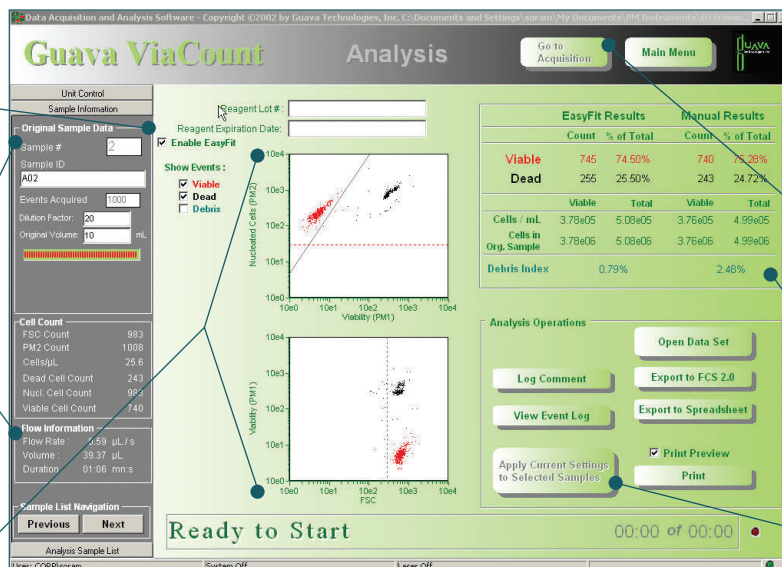 Data Acquisition and Analysis Software - Copyright ©2002 by Guava Technologies, Inc. C:\Documents and Settings\soram\My Documents\PM Instruments\
Guava ViaCount
Analysis
Go to
Acquisition
Main Menu
GUAVA
Unit Control
Sample Information
Original Sample Data
Sample #
2
Sample ID
A02
Events Acquired
1000
Dilution Factor: 20
Original Volume: 10 mL
Cell Count
FSC Count 983
PM2 Count 1008
Cells/µL 25.6
Dead Cell Count 243
Nucl. Cell Count 983
Viable Cell Count 740
Flow Information
Flow Rate : 0.59 µL / s
Volume : 39.37 µL
Duration 01:06 mn:s
Sample List Navigation
Previous Next
Analysis Sample List
Reagent Lot # :
Reagent Expiration Date:
Enable EasyFit
Show Events :
Viable
Dead
Debris
10e4
10e3
10e2
10e1
10e0
Nucleated Cells (PM2)
10e0 10e1 10e2 10e3 10e4
Viability (PM1)
10e4
10e3
10e2
10e1
10e0
Viability (PM1)
10e0 10e1 10e2 10e3 10e4
FSC
EasyFit Results Manual Results
Count % of Total Count % of Total
Viable 745 74.50% 740 75.28%
Dead 255 25.50% 243 24.72%
Viable Total Viable Total
Cells / mL 3.78e05 5.08e05 3.76e05 4.99e05
Cells in
Org. Sample 3.78e06 5.08e06 3.76e06 4.99e06
Debris Index 0.79% 2.48%
Analysis Operations
Open Data Set
Log Comment
Export to FCS 2.0
View Event Log
Export to Spreadsheet
Apply Current Settings
to Selected Samples
Print Preview
Print
Ready to Start
00:00 of 00:00
User: CORP\soram System Off Laser Off